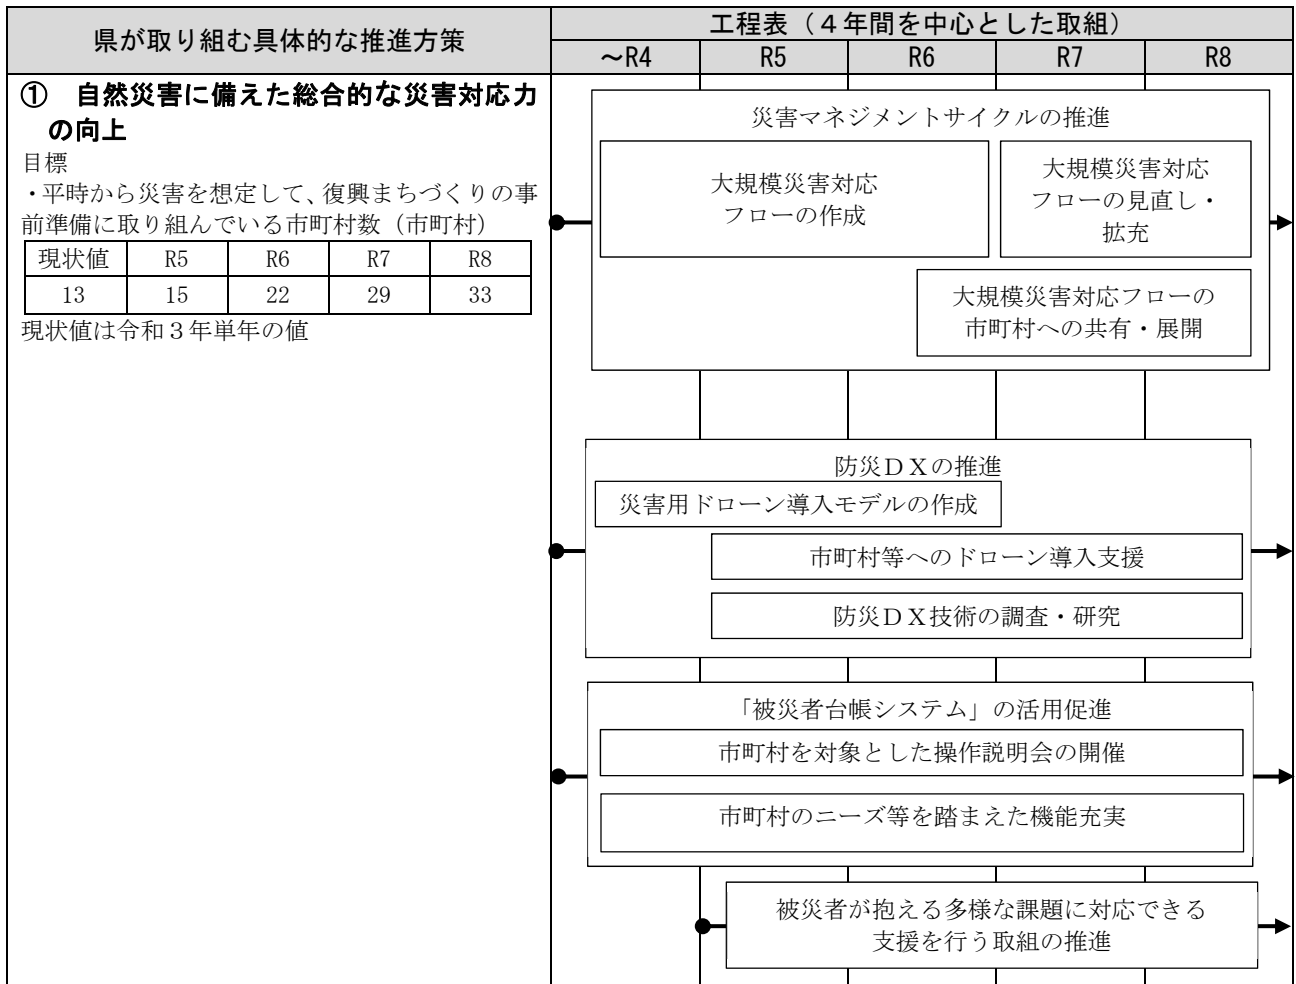 県が取り組む具体的な推進方策
工程表（４年間を中心とした取組）
～R4 R5 R6 R7 R8
① 自然災害に備えた総合的な災害対応力
の向上
目標
・平時から災害を想定して、復興まちづくりの事
前準備に取り組んでいる市町村数（市町村）
現状値 R5 R6 R7 R8
13 15 22 29 33
現状値は令和３年単年の値
災害マネジメントサイクルの推進
大規模災害対応
フローの作成
大規模災害対応
フローの見直し・
拡充
大規模災害対応フローの
市町村への共有・展開
防災ＤＸの推進
災害用ドローン導入モデルの作成
市町村等へのドローン導入支援
防災ＤＸ技術の調査・研究
「被災者台帳システム」の活用促進
市町村を対象とした操作説明会の開催
市町村のニーズ等を踏まえた機能充実
被災者が抱える多様な課題に対応できる
支援を行う取組の推進